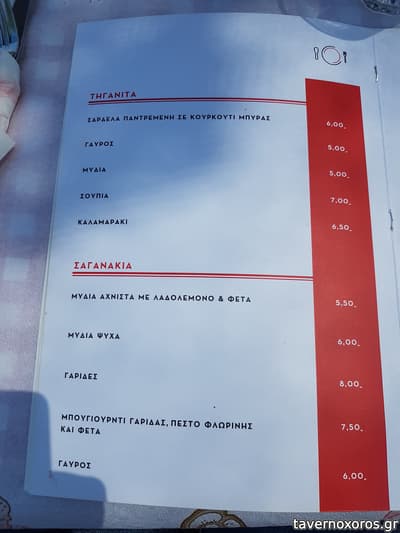 ΤΗΓΑΝΙΤΑ
ΣΑΡΔΕΛΑ ΠΑΝΤΡΕΜΕΝΗ ΣΕ ΚΟΥΡΚΟΥΤΙ ΜΠΥΡΑΣ 6,00
ΓΑΥΡΟΣ 5,00
ΜΥΔΙΑ 5,00
ΣΟΥΠΙΑ 7,00
ΚΑΛΑΜΑΡΑΚΙ 6,50
ΣΑΓΑΝΑΚΙΑ
ΜΥΔΙΑ ΑΧΝΙΣΤΑ ΜΕ ΛΑΔΟΛΕΜΟΝΟ & ΦΕΤΑ 5,50
ΜΥΔΙΑ ΨΥΧΑ 6,00
ΓΑΡΙΔΕΣ 8,00
ΜΠΟΥΓΙΟΥΡΝΤΙ ΓΑΡΙΔΑΣ, ΠΕΣΤΟ ΦΛΩΡΙΝΗΣ 7,50
ΚΑΙ ΦΕΤΑ
ΓΑΥΡΟΣ 6,00
tavernoxoros.gr